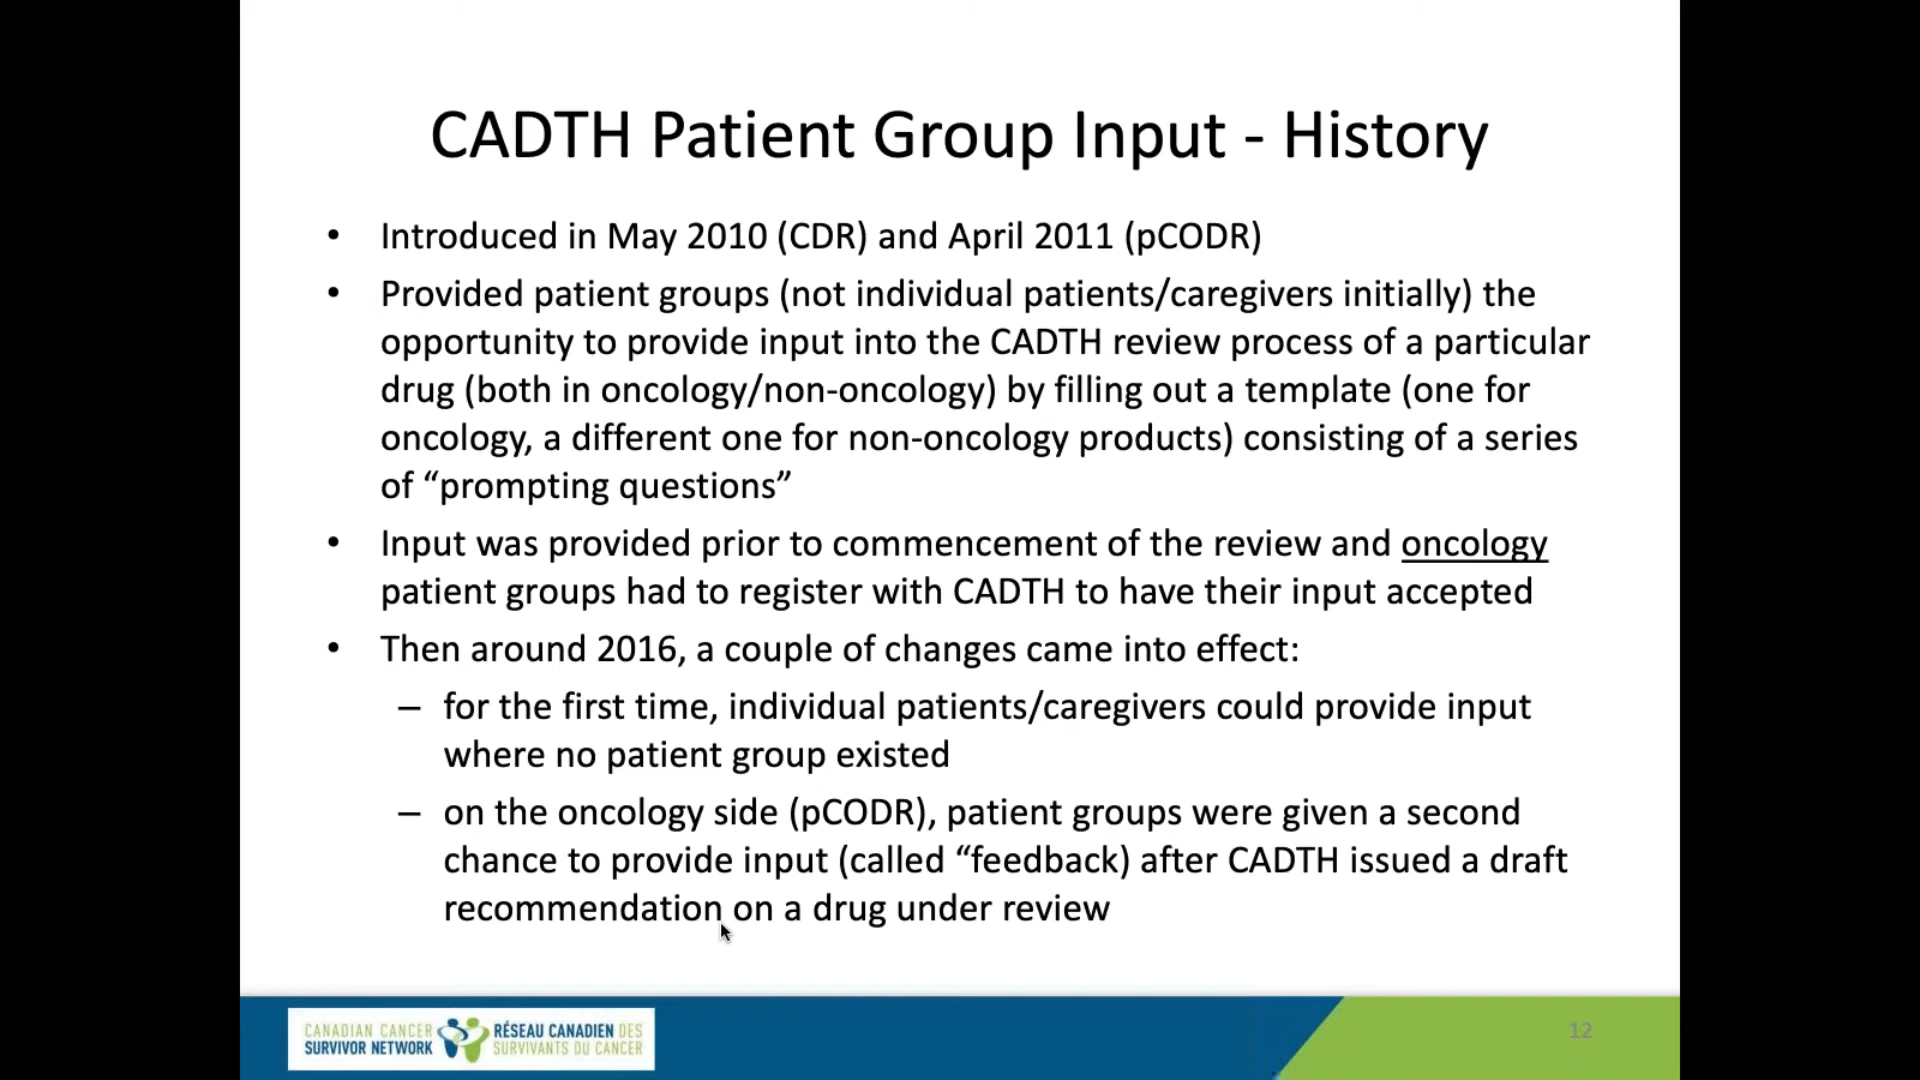 CADTH Patient Group Input - History
• Introduced in May 2010 (CDR) and April 2011 (pCODR)
• Provided patient groups (not individual patients/caregivers initially) the
opportunity to provide input into the CADTH review process of a particular
drug (both in oncology/non-oncology) by filling out a template (one for
oncology, a different one for non-oncology products) consisting of a series
of “prompting questions”
• Input was provided prior to commencement of the review and oncology
patient groups had to register with CADTH to have their input accepted
• Then around 2016, a couple of changes came into effect:
– for the first time, individual patients/caregivers could provide input
where no patient group existed
– on the oncology side (pCODR), patient groups were given a second
chance to provide input (called “feedback) after CADTH issued a draft
recommendation on a drug under review
CANADIAN CANCER
SURVIVOR NETWORK
RÉSEAU CANADIEN DES
SURVIVANTS DU CANCER
12